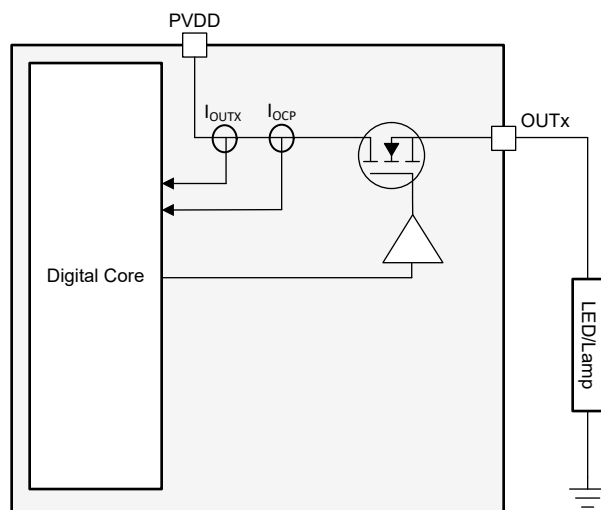 PVDD
I_OUTX
I_OCP
OUTx
Digital Core
LED/Lamp